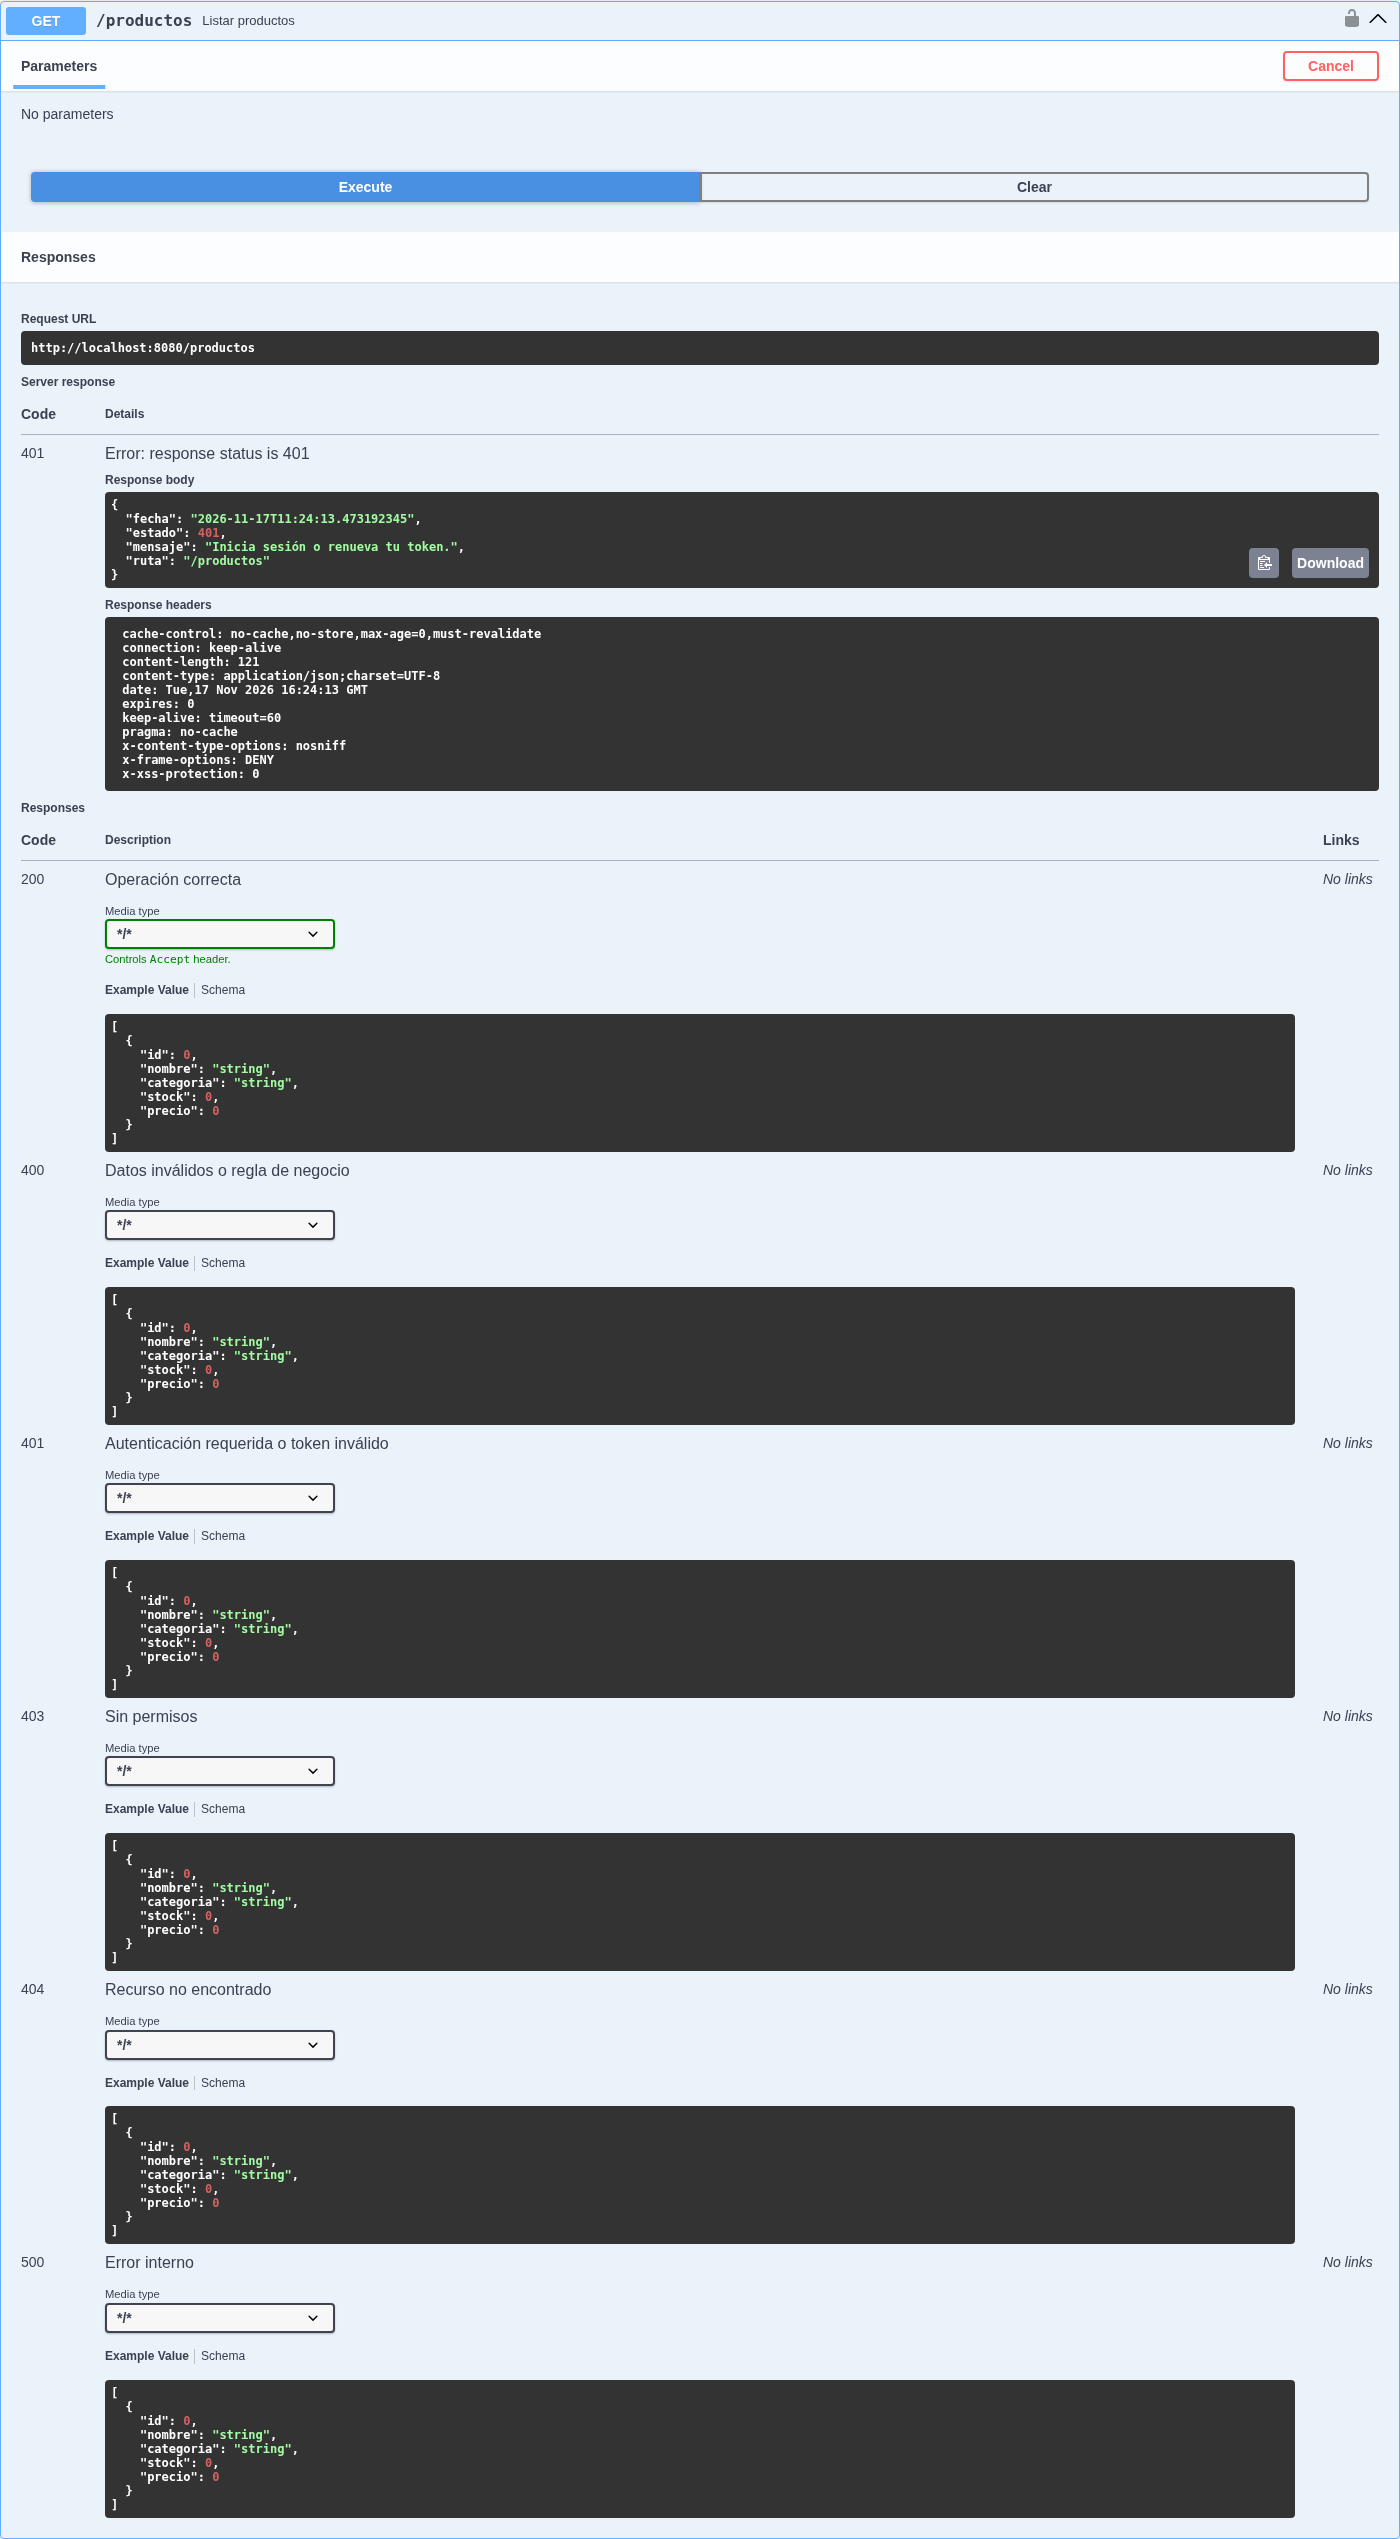 GET /productos Listar productos
Parameters
Cancel
No parameters
Execute
Clear
Responses
Request URL
http://localhost:8080/productos
Server response
Code Details
401 Error: response status is 401
Response body
{
  "fecha": "2026-11-17T11:24:13.473192345",
  "estado": 401,
  "mensaje": "Inicia sesión o renueva tu token.",
  "ruta": "/productos"
}
Download
Response headers
cache-control: no-cache,no-store,max-age=0,must-revalidate
connection: keep-alive
content-length: 121
content-type: application/json;charset=UTF-8
date: Tue,17 Nov 2026 16:24:13 GMT
expires: 0
keep-alive: timeout=60
pragma: no-cache
x-content-type-options: nosniff
x-frame-options: DENY
x-xss-protection: 0
Responses
Code Description Links
200 Operación correcta No links
Media type
*/*
Controls Accept header.
Example Value Schema
[
  {
    "id": 0,
    "nombre": "string",
    "categoria": "string",
    "stock": 0,
    "precio": 0
  }
]
400 Datos inválidos o regla de negocio No links
Media type
*/*
Example Value Schema
[
  {
    "id": 0,
    "nombre": "string",
    "categoria": "string",
    "stock": 0,
    "precio": 0
  }
]
401 Autenticación requerida o token inválido No links
Media type
*/*
Example Value Schema
[
  {
    "id": 0,
    "nombre": "string",
    "categoria": "string",
    "stock": 0,
    "precio": 0
  }
]
403 Sin permisos No links
Media type
*/*
Example Value Schema
[
  {
    "id": 0,
    "nombre": "string",
    "categoria": "string",
    "stock": 0,
    "precio": 0
  }
]
404 Recurso no encontrado No links
Media type
*/*
Example Value Schema
[
  {
    "id": 0,
    "nombre": "string",
    "categoria": "string",
    "stock": 0,
    "precio": 0
  }
]
500 Error interno No links
Media type
*/*
Example Value Schema
[
  {
    "id": 0,
    "nombre": "string",
    "categoria": "string",
    "stock": 0,
    "precio": 0
  }
]